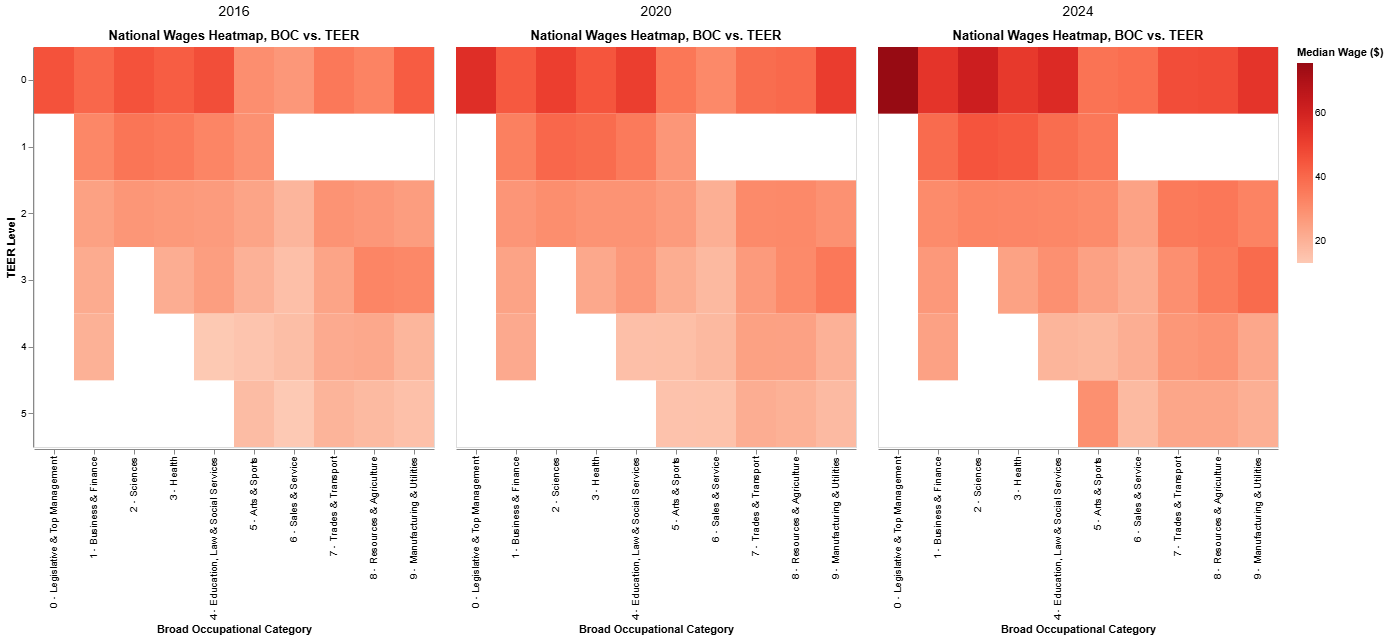 2016
2020
2024
National Wages Heatmap, BOC vs. TEER
National Wages Heatmap, BOC vs. TEER
National Wages Heatmap, BOC vs. TEER
Median Wage ($)
60
40
20
TEER Level
0
1
2
3
4
5
0 - Legislative & Top Management
1 - Business & Finance
2 - Sciences
3 - Health
4 - Education, Law & Social Services
5 - Arts & Sports
6 - Sales & Service
7 - Trades & Transport
8 - Resources & Agriculture
9 - Manufacturing & Utilities
0 - Legislative & Top Management
1 - Business & Finance
2 - Sciences
3 - Health
4 - Education, Law & Social Services
5 - Arts & Sports
6 - Sales & Service
7 - Trades & Transport
8 - Resources & Agriculture
9 - Manufacturing & Utilities
0 - Legislative & Top Management
1 - Business & Finance
2 - Sciences
3 - Health
4 - Education, Law & Social Services
5 - Arts & Sports
6 - Sales & Service
7 - Trades & Transport
8 - Resources & Agriculture
9 - Manufacturing & Utilities
Broad Occupational Category
Broad Occupational Category
Broad Occupational Category